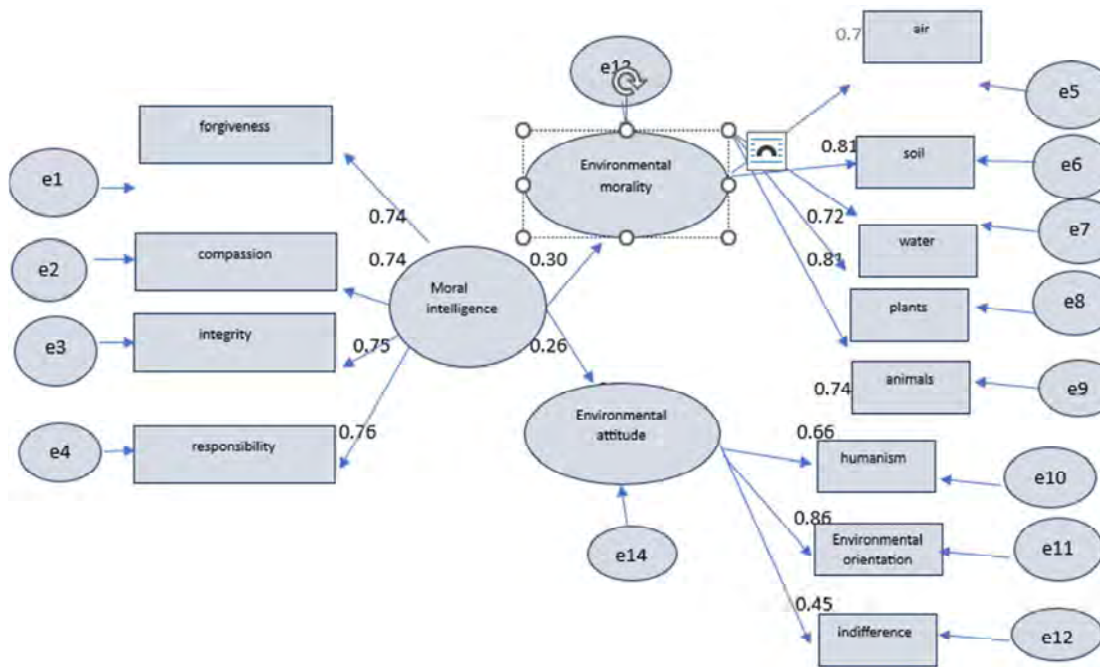 air
0.7
e13
e5
forgiveness
0.81
soil
e6
Environmental
morality
e1
0.74
0.72
water
e7
e2
compassion
0.74
0.30
0.81
Moral
intelligence
plants
e8
e3
integrity
0.75
0.26
0.74
animals
e9
e4
responsibility
0.76
Environmental
attitude
0.66
humanism
e10
0.86
Environmental
orientation
e11
e14
0.45
indifference
e12